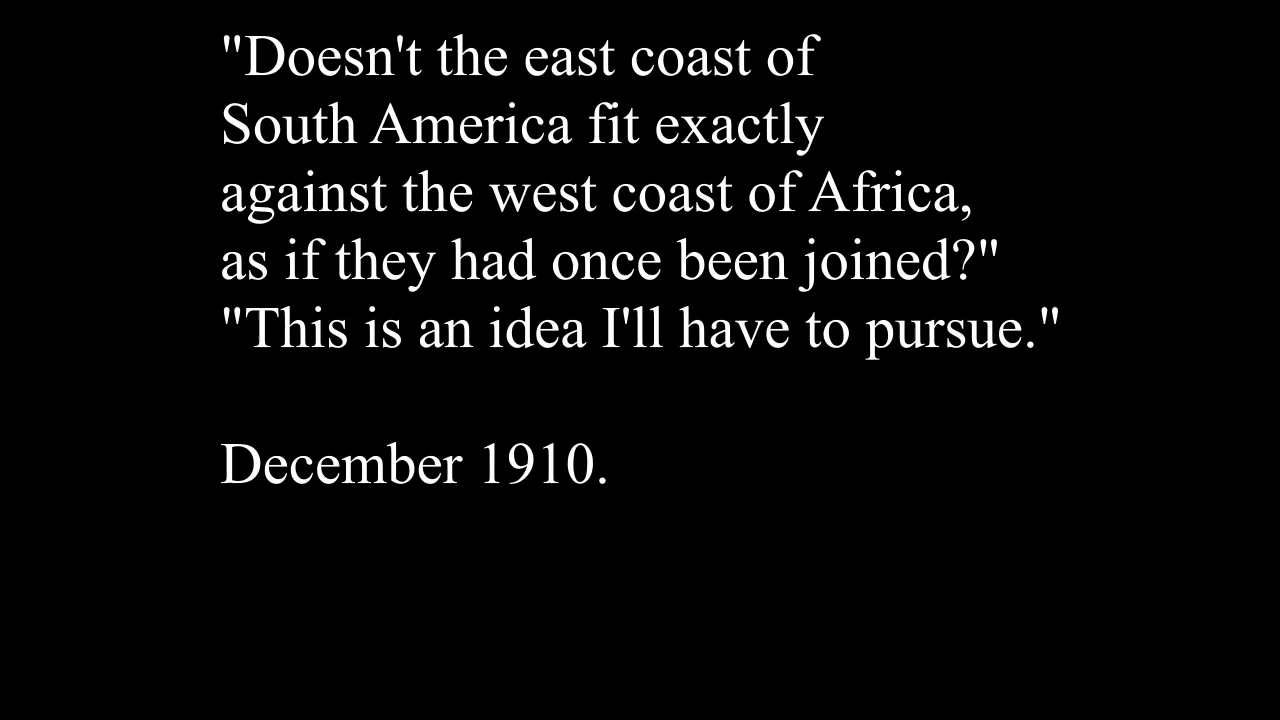 "Doesn't the east coast of
South America fit exactly
against the west coast of Africa,
as if they had once been joined?"
"This is an idea I'll have to pursue."
December 1910.